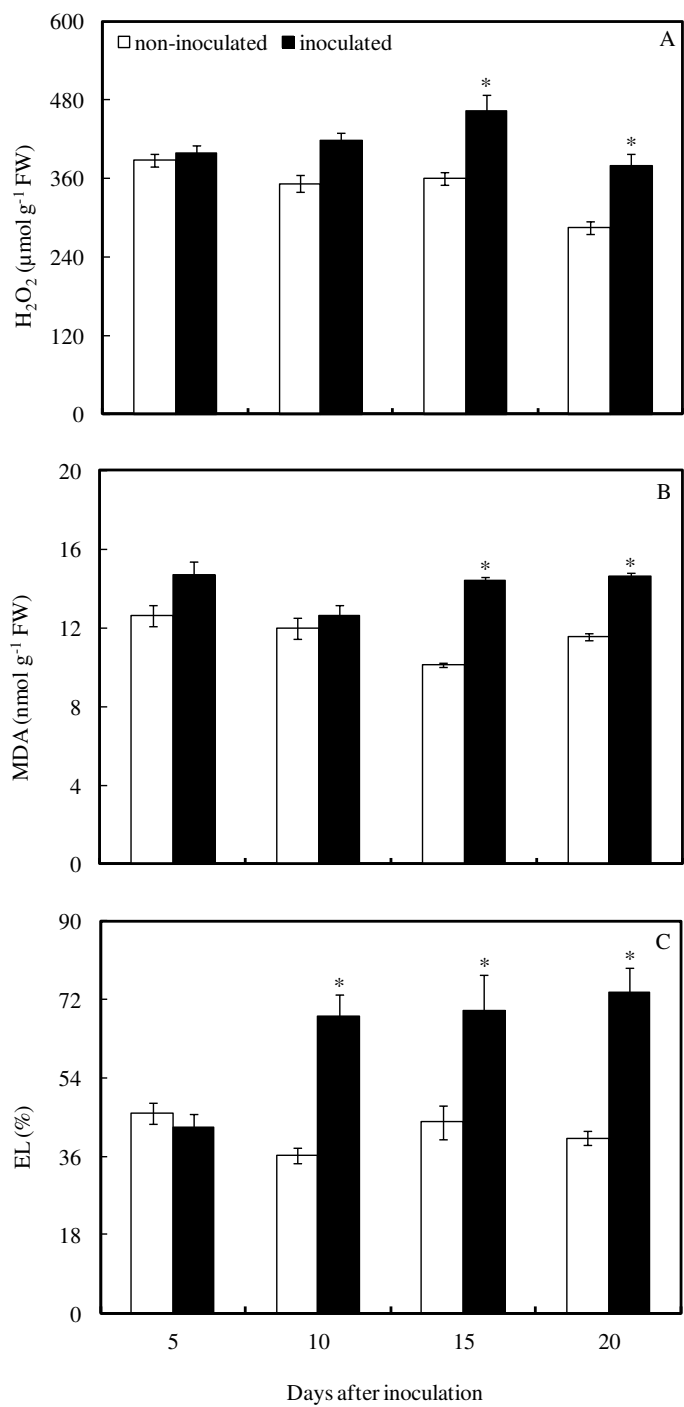 600
□ non-inoculated ■ inoculated
A
480
360
240
120
0
H₂O₂ (µmol g⁻¹ FW)
*
*
20
B
16
12
8
4
0
MDA (nmol g⁻¹ FW)
*
*
90
C
72
54
36
18
0
EL (%)
*
*
*
5 10 15 20
Days after inoculation